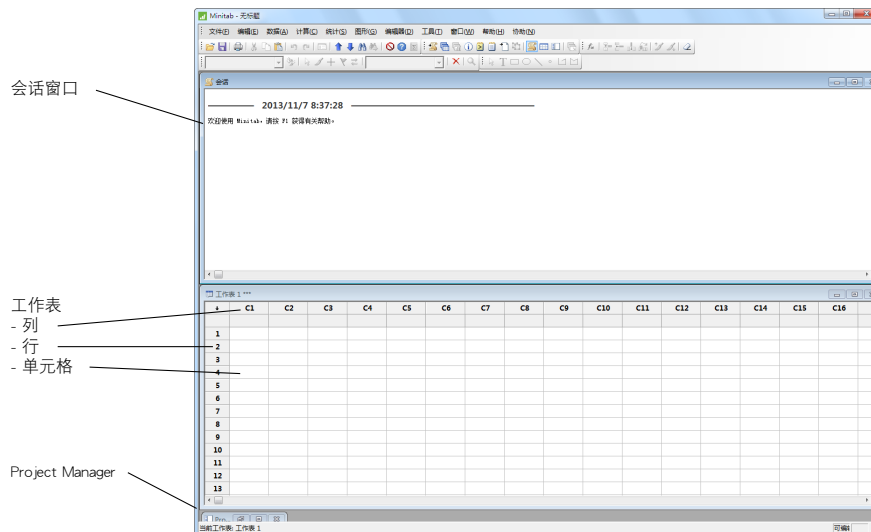 Minitab - 无标题
文件(F) 编辑(E) 数据(A) 计算(C) 统计(S) 图形(G) 编辑器(D) 工具(T) 窗口(W) 帮助(H) 协助(N)
会话窗口
会话
2013/11/7 8:37:28
欢迎使用 Minitab,请按 F1 获得有关帮助。
工作表
- 列
- 行
- 单元格
工作表 1 ***
↓ C1 C2 C3 C4 C5 C6 C7 C8 C9 C10 C11 C12 C13 C14 C15 C16
1
2
3
4
5
6
7
8
9
10
11
12
13
Project Manager
Pro...
当前工作表: 工作表 1
可编辑